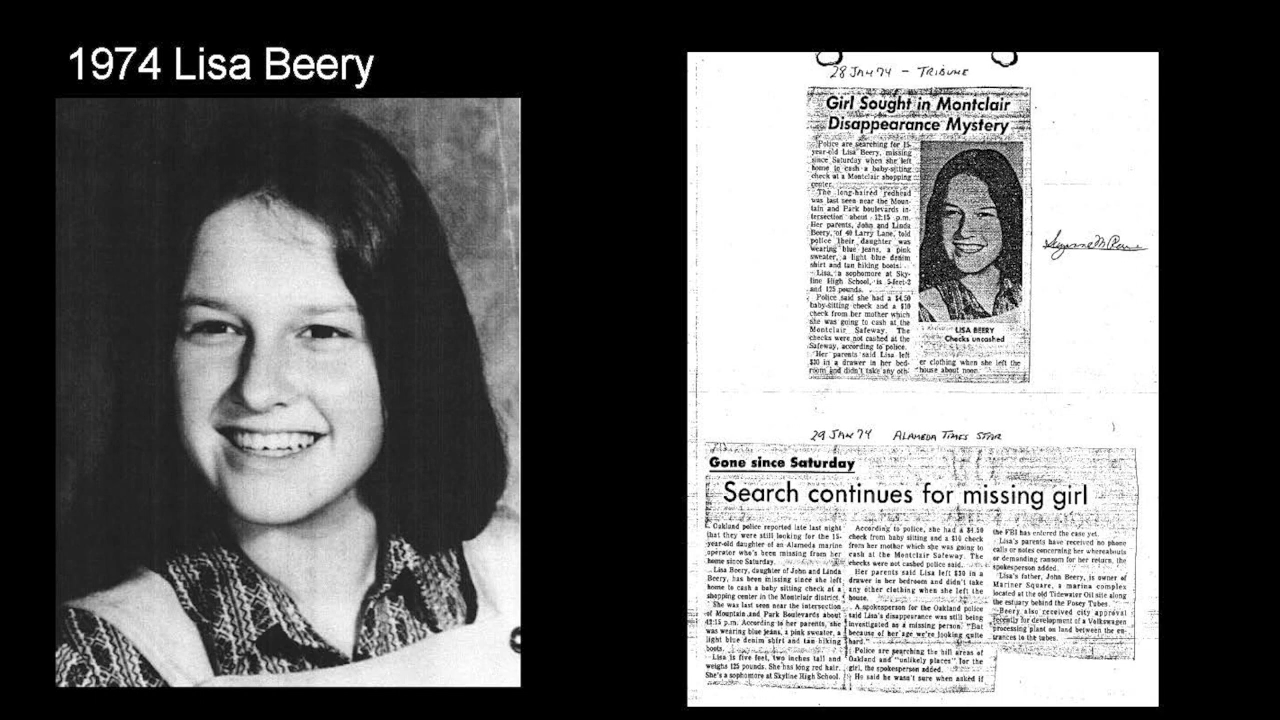 1974 Lisa Beery
28 JAN 74 - TRIBUNE
Girl Sought in Montclair
Disappearance Mystery
Police are searching for 15-
year-old Lisa Beery, missing
since Saturday when she left
home to cash a baby-sitting
check at a Montclair shopping
center.
The long-haired redhead
was last seen near the Moun-
tain and Park boulevards in-
tersection about 12:15 p.m.
Her parents, John and Linda
Beery, of 40 Larry Lane, told
police their daughter was
wearing blue jeans, a pink
sweater, a light blue denim
shirt and tan hiking boots.
Lisa, a sophomore at Sky-
line High School, is 5-feet-2
and 125 pounds.
Police said she had a $4.50
baby-sitting check and a $10
check from her mother which
she was going to cash at the
Montclair Safeway. The
checks were not cashed at the
Safeway, according to police.
Her parents said Lisa left
$30 in a drawer in her bed-
room and didn't take any oth-
LISA BEERY
Checks uncashed
er clothing when she left the
house about noon.
29 JAN 74 ALAMEDA TIMES STAR
Gone since Saturday
Search continues for missing girl
Oakland police reported late last night
that they were still looking for the 15-
year-old daughter of an Alameda marine
operator who's been missing from her
home since Saturday.
Lisa Beery, daughter of John and Linda
Beery, has been missing since she left
home to cash a baby sitting check at a
shopping center in the Montclair district.
She was last seen near the intersection
of Mountain and Park Boulevards about
12:15 p.m. According to her parents, she
was wearing blue jeans, a pink sweater, a
light blue denim shirt and tan hiking
boots.
Lisa is five feet, two inches tall and
weighs 125 pounds. She has long red hair.
She's a sophomore at Skyline High School.
According to police, she had a $4.50
check from baby sitting and a $10 check
from her mother which she was going to
cash at the Montclair Safeway. The
checks were not cashed police said.
Her parents said Lisa left $30 in a
drawer in her bedroom and didn't take
any other clothing when she left the
house.
A spokesperson for the Oakland police
said Lisa's disappearance was still being
investigated as a missing person. "But
because of her age we're looking quite
hard."
Police are searching the hill areas of
Oakland and "unlikely places" for the
girl, the spokesperson added.
He said he wasn't sure when asked if
the FBI has entered the case yet.
Lisa's parents have received no phone
calls or notes concerning her whereabouts
or demanding ransom for her return, the
spokesperson added.
Lisa's father, John Beery, is owner of
Mariner Square, a marina complex
located at the old Tidewater Oil site along
the estuary behind the Posey Tubes.
Beery also received city approval
recently for development of a Volkswagen
processing plant on land between the en-
trances to the tubes.